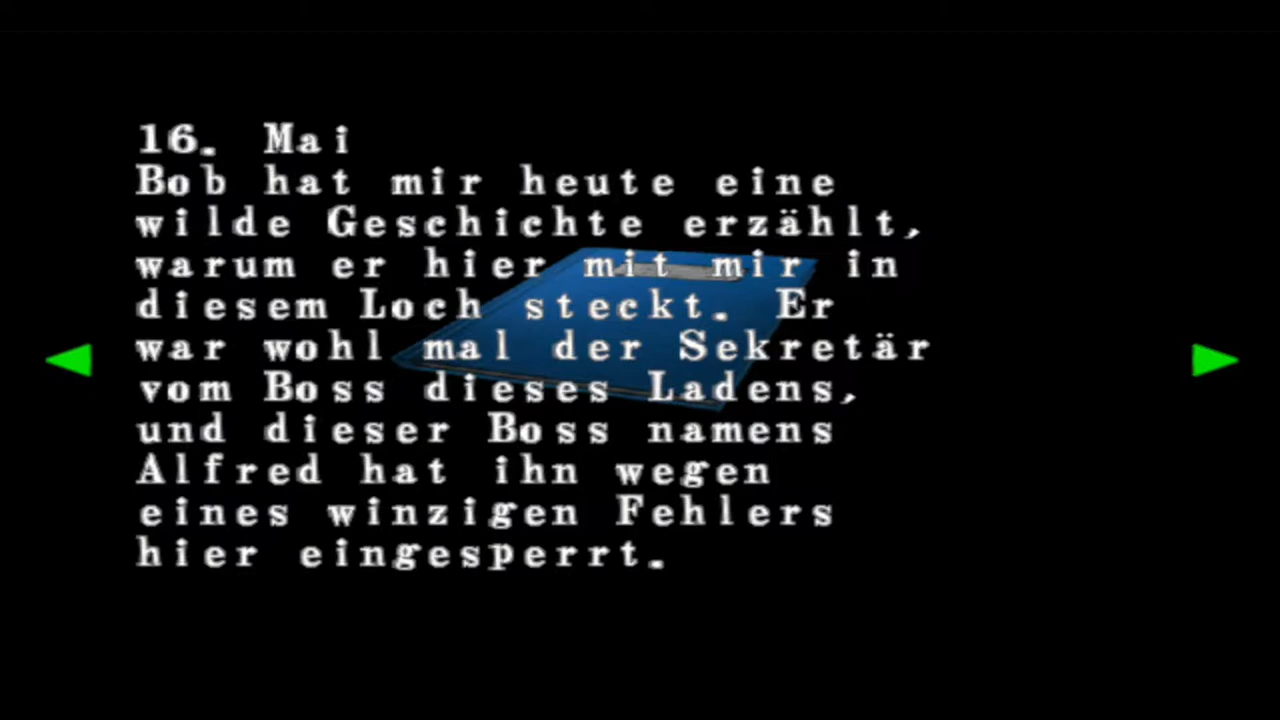 16. Mai
Bob hat mir heute eine
wilde Geschichte erzählt,
warum er hier mit mir in
diesem Loch steckt. Er
war wohl mal der Sekretär
vom Boss dieses Ladens,
und dieser Boss namens
Alfred hat ihn wegen
eines winzigen Fehlers
hier eingesperrt.